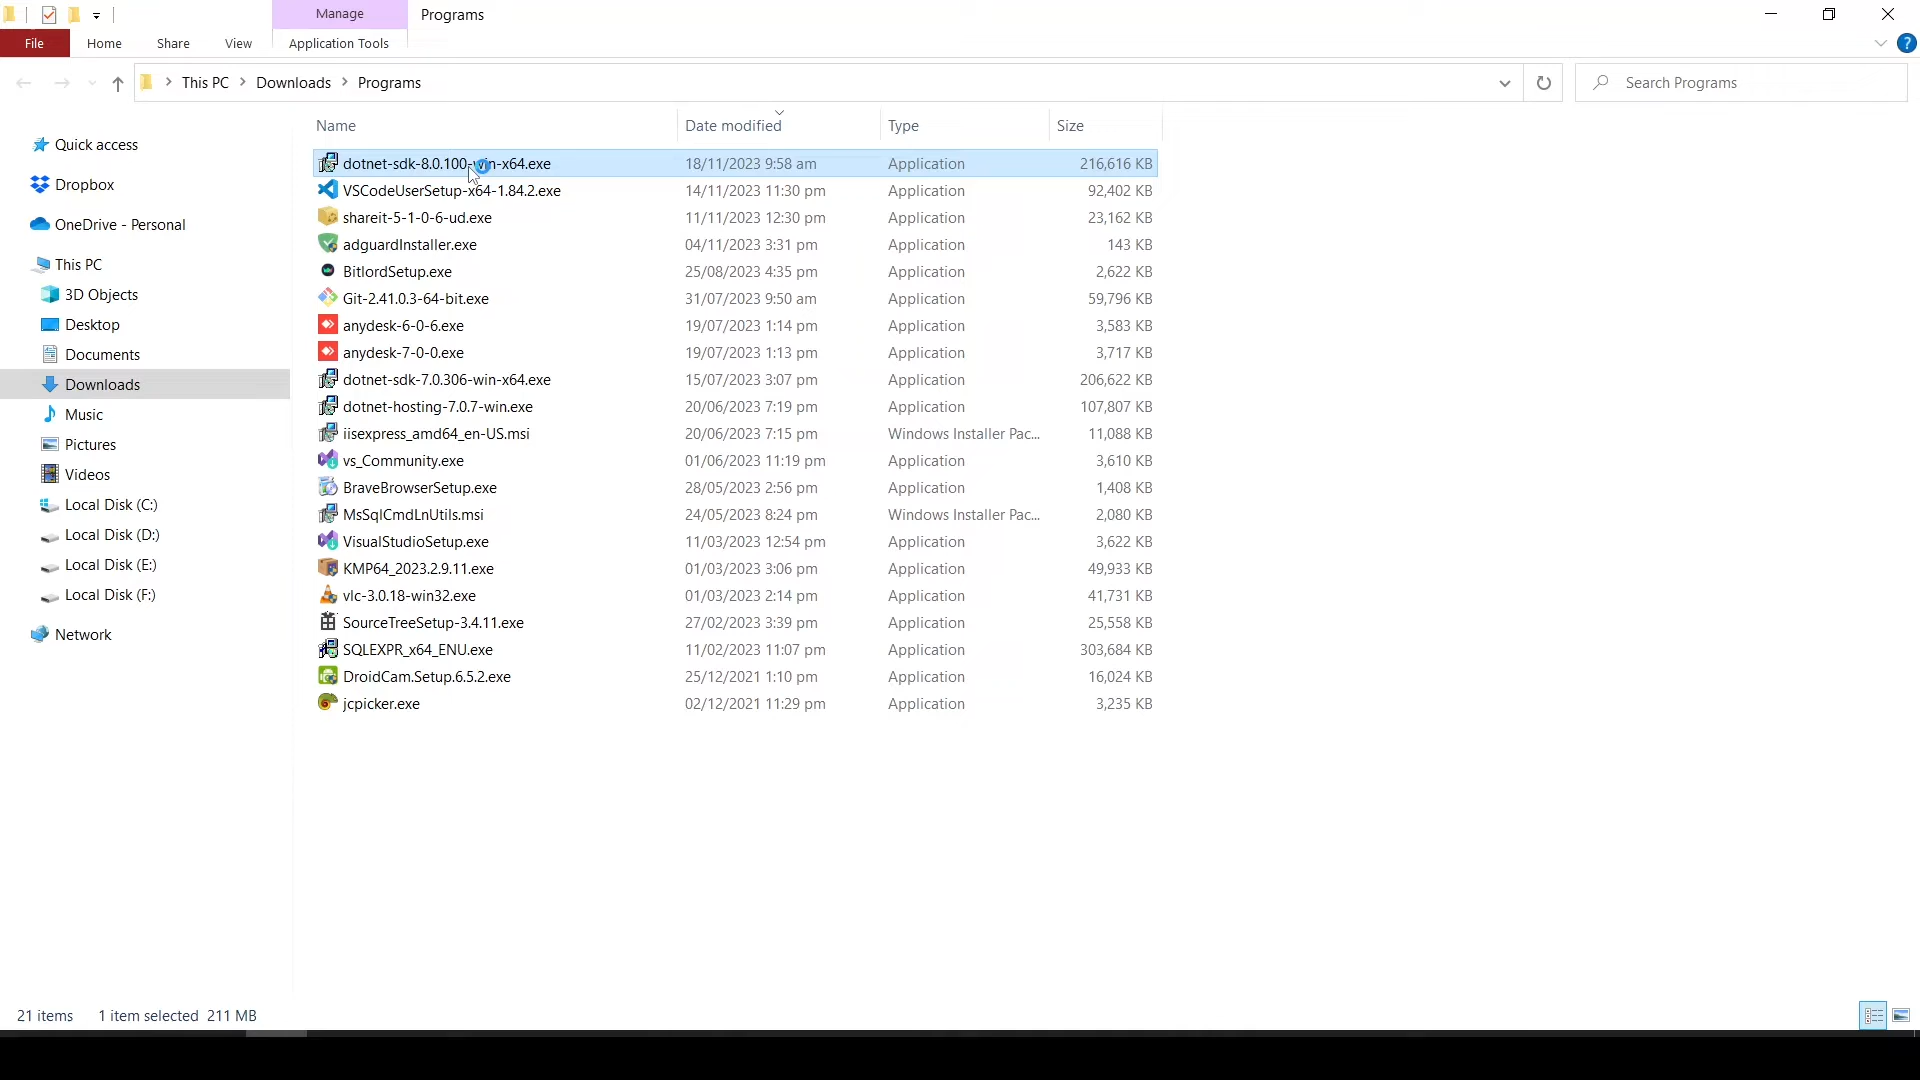 Manage
Programs
File
Home
Share
View
Application Tools
This PC
Downloads
Programs
Search Programs
Quick access
Dropbox
OneDrive - Personal
This PC
3D Objects
Desktop
Documents
Downloads
Music
Pictures
Videos
Local Disk (C:)
Local Disk (D:)
Local Disk (E:)
Local Disk (F:)
Network
Name Date modified Type Size
dotnet-sdk-8.0.100-win-x64.exe 18/11/2023 9:58 am Application 216,616 KB
VSCodeUserSetup-x64-1.84.2.exe 14/11/2023 11:30 pm Application 92,402 KB
shareit-5-1-0-6-ud.exe 11/11/2023 12:30 pm Application 23,162 KB
adguardInstaller.exe 04/11/2023 3:31 pm Application 143 KB
BitlordSetup.exe 25/08/2023 4:35 pm Application 2,622 KB
Git-2.41.0.3-64-bit.exe 31/07/2023 9:50 am Application 59,796 KB
anydesk-6-0-6.exe 19/07/2023 1:14 pm Application 3,583 KB
anydesk-7-0-0.exe 19/07/2023 1:13 pm Application 3,717 KB
dotnet-sdk-7.0.306-win-x64.exe 15/07/2023 3:07 pm Application 206,622 KB
dotnet-hosting-7.0.7-win.exe 20/06/2023 7:19 pm Application 107,807 KB
iisexpress_amd64_en-US.msi 20/06/2023 7:15 pm Windows Installer Pac... 11,088 KB
vs_Community.exe 01/06/2023 11:19 pm Application 3,610 KB
BraveBrowserSetup.exe 28/05/2023 2:56 pm Application 1,408 KB
MsSqlCmdLnUtils.msi 24/05/2023 8:24 pm Windows Installer Pac... 2,080 KB
VisualStudioSetup.exe 11/03/2023 12:54 pm Application 3,622 KB
KMP64_2023.2.9.11.exe 01/03/2023 3:06 pm Application 49,933 KB
vlc-3.0.18-win32.exe 01/03/2023 2:14 pm Application 41,731 KB
SourceTreeSetup-3.4.11.exe 27/02/2023 3:39 pm Application 25,558 KB
SQLEXPR_x64_ENU.exe 11/02/2023 11:07 pm Application 303,684 KB
DroidCam.Setup.6.5.2.exe 25/12/2021 1:10 pm Application 16,024 KB
jcpicker.exe 02/12/2021 11:29 pm Application 3,235 KB
21 items 1 item selected 211 MB